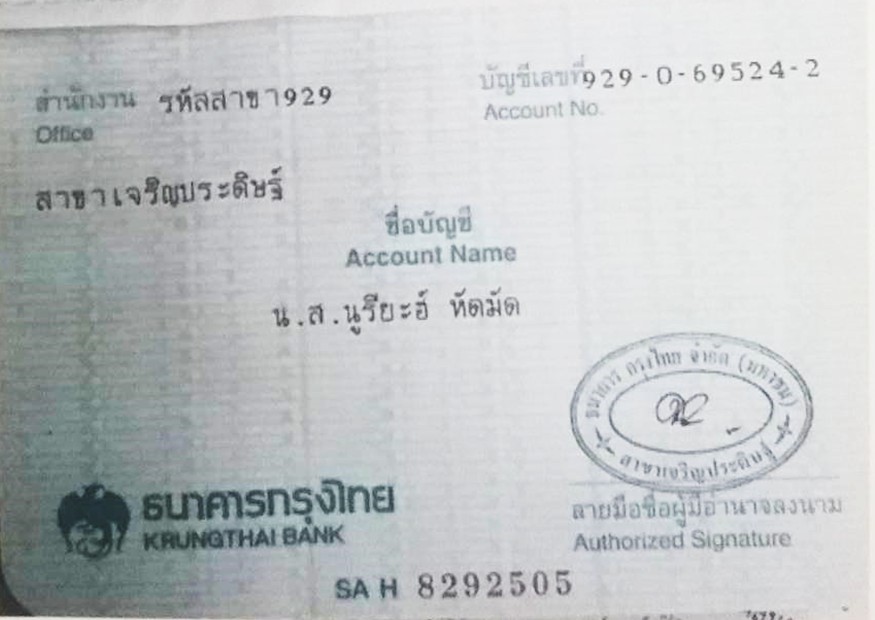 สำนักงาน รหัสสาขา929
Office
บัญชีเลขที่929-0-69524-2
Account No.
สาขาเจริญประดิษฐ์
ชื่อบัญชี
Account Name
น.ส.นูรียะฮ์ หัดมัด
ธนาคาร กรุงไทย จำกัด (มหาชน)
สาขาเจริญประดิษฐ์
ธนาคารกรุงไทย
KRUNGTHAI BANK
ลายมือชื่อผู้มีอำนาจลงนาม
Authorized Signature
SA H 8292505